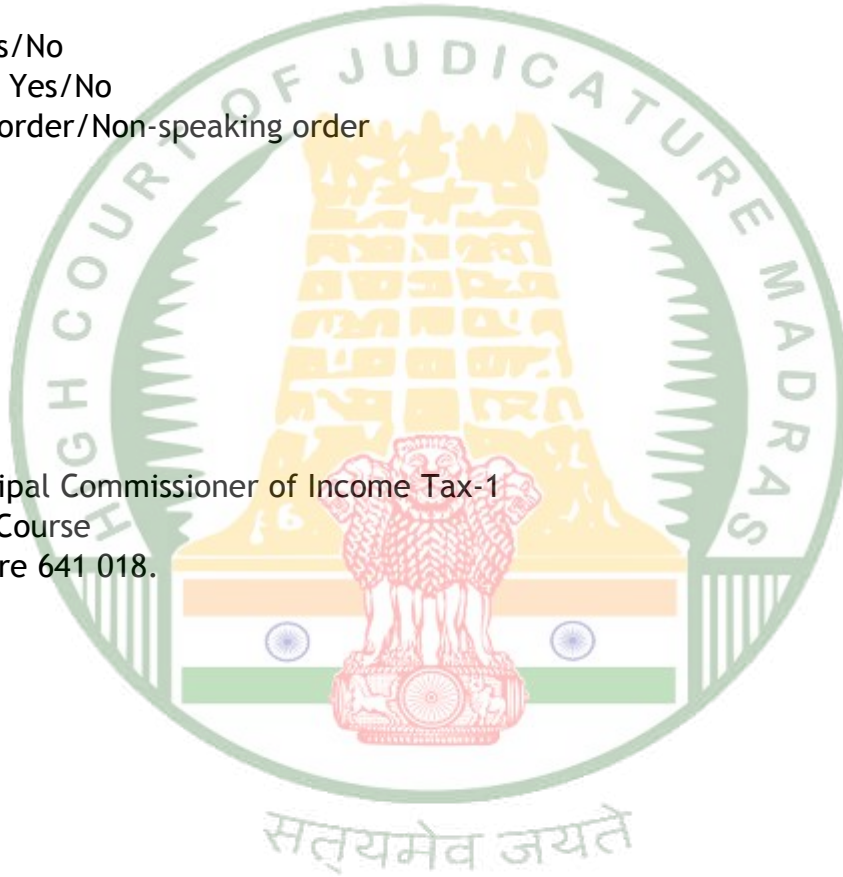 s/No
Yes/No
order/Non-speaking order
HIGH COURT OF JUDICATURE MADRAS
ipal Commissioner of Income Tax-1
Course
re 641 018.
सत्यमेव जयते